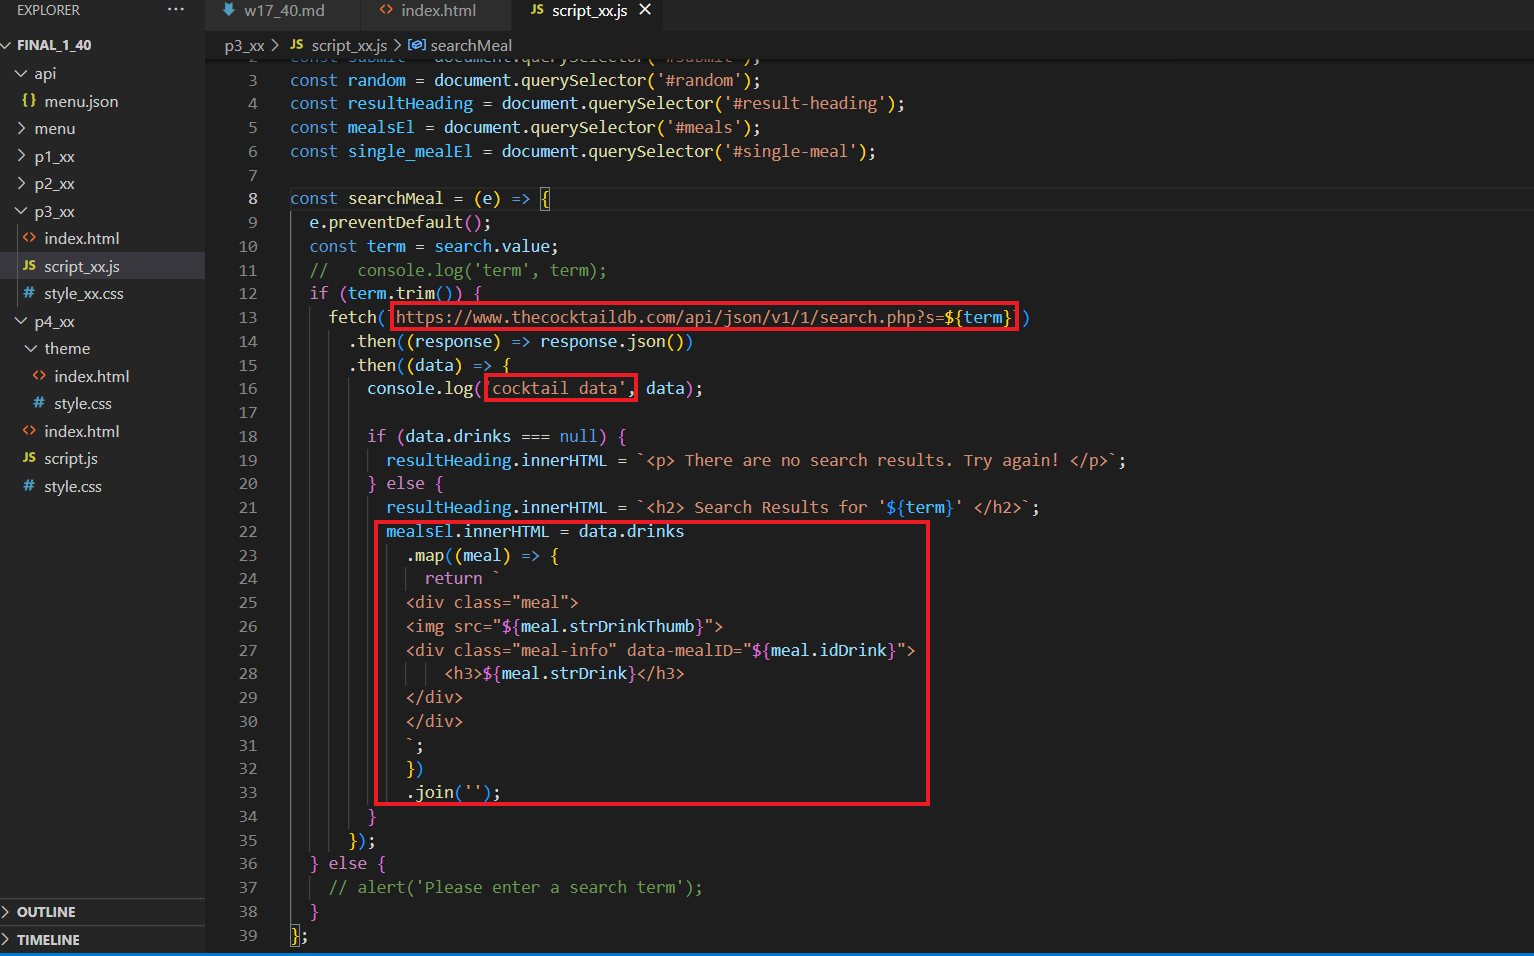 EXPLORER
···
w17_40.md
<> index.html
JS script_xx.js ×
FINAL_1_40
api
{} menu.json
menu
p1_xx
p2_xx
p3_xx
<> index.html
JS script_xx.js
# style_xx.css
p4_xx
theme
<> index.html
# style.css
<> index.html
JS script.js
# style.css
OUTLINE
TIMELINE
p3_xx > JS script_xx.js > searchMeal
2 const submit = document.querySelector('#submit');
3 const random = document.querySelector('#random');
4 const resultHeading = document.querySelector('#result-heading');
5 const mealsEl = document.querySelector('#meals');
6 const single_mealEl = document.querySelector('#single-meal');
7
8 const searchMeal = (e) => {
9 e.preventDefault();
10 const term = search.value;
11 //   console.log('term', term);
12 if (term.trim()) {
13 fetch(`https://www.thecocktaildb.com/api/json/v1/1/search.php?s=${term}`)
14 .then((response) => response.json())
15 .then((data) => {
16 console.log('cocktail data', data);
17
18 if (data.drinks === null) {
19 resultHeading.innerHTML = `<p> There are no search results. Try again! </p>`;
20 } else {
21 resultHeading.innerHTML = `<h2> Search Results for '${term}' </h2>`;
22 mealsEl.innerHTML = data.drinks
23 .map((meal) => {
24 return `
25 <div class="meal">
26 <img src="${meal.strDrinkThumb}">
27 <div class="meal-info" data-mealID="${meal.idDrink}">
28 <h3>${meal.strDrink}</h3>
29 </div>
30 </div>
31 `;
32 })
33 .join('');
34 }
35 });
36 } else {
37 // alert('Please enter a search term');
38 }
39 };